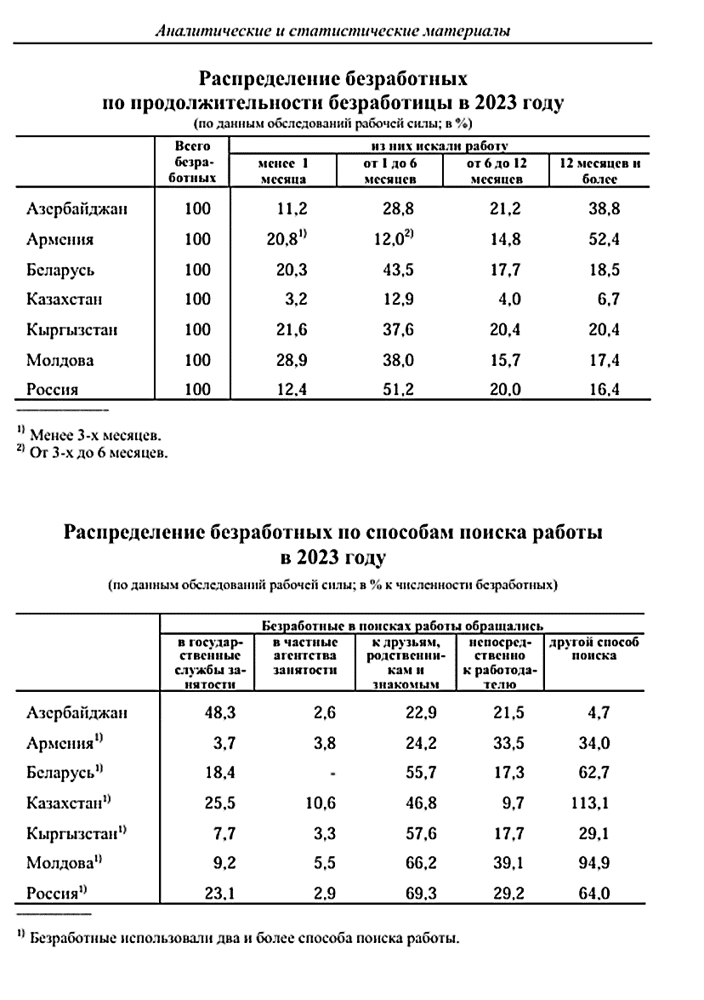 Аналитические и статистические материалы
Распределение безработных
по продолжительности безработицы в 2023 году
(по данным обследований рабочей силы; в %)
Всего безра-ботных | из них искали работу
менее 1 месяца | от 1 до 6 месяцев | от 6 до 12 месяцев | 12 месяцев и более
Азербайджан 100 11,2 28,8 21,2 38,8
Армения 100 20,8¹⁾ 12,0²⁾ 14,8 52,4
Беларусь 100 20,3 43,5 17,7 18,5
Казахстан 100 3,2 12,9 4,0 6,7
Кыргызстан 100 21,6 37,6 20,4 20,4
Молдова 100 28,9 38,0 15,7 17,4
Россия 100 12,4 51,2 20,0 16,4
¹⁾ Менее 3-х месяцев.
²⁾ От 3-х до 6 месяцев.
Распределение безработных по способам поиска работы
в 2023 году
(по данным обследований рабочей силы; в % к численности безработных)
Безработные в поисках работы обращались
в государ-ственные службы за-нятости | в частные агентства занятости | к друзьям, родственни-кам и знакомым | непосред-ственно к работода-телю | другой способ поиска
Азербайджан 48,3 2,6 22,9 21,5 4,7
Армения¹⁾ 3,7 3,8 24,2 33,5 34,0
Беларусь¹⁾ 18,4 - 55,7 17,3 62,7
Казахстан¹⁾ 25,5 10,6 46,8 9,7 113,1
Кыргызстан¹⁾ 7,7 3,3 57,6 17,7 29,1
Молдова¹⁾ 9,2 5,5 66,2 39,1 94,9
Россия¹⁾ 23,1 2,9 69,3 29,2 64,0
¹⁾ Безработные использовали два и более способа поиска работы.